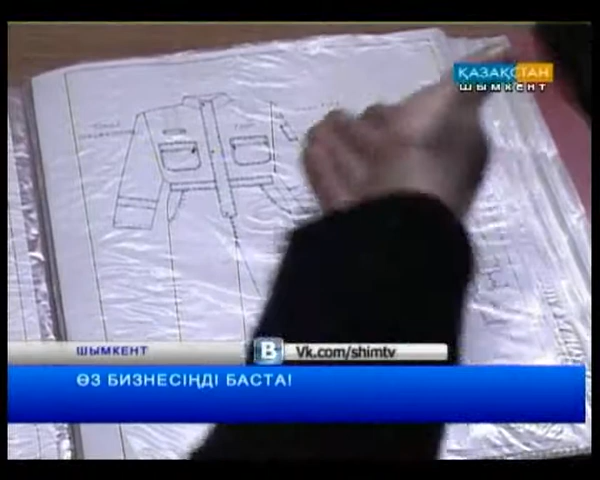 ҚАЗАҚСТАН
ШЫМКЕНТ
ШЫМКЕНТ
В
Vk.com/shimtv
ӨЗ БИЗНЕСІҢДІ БАСТА!